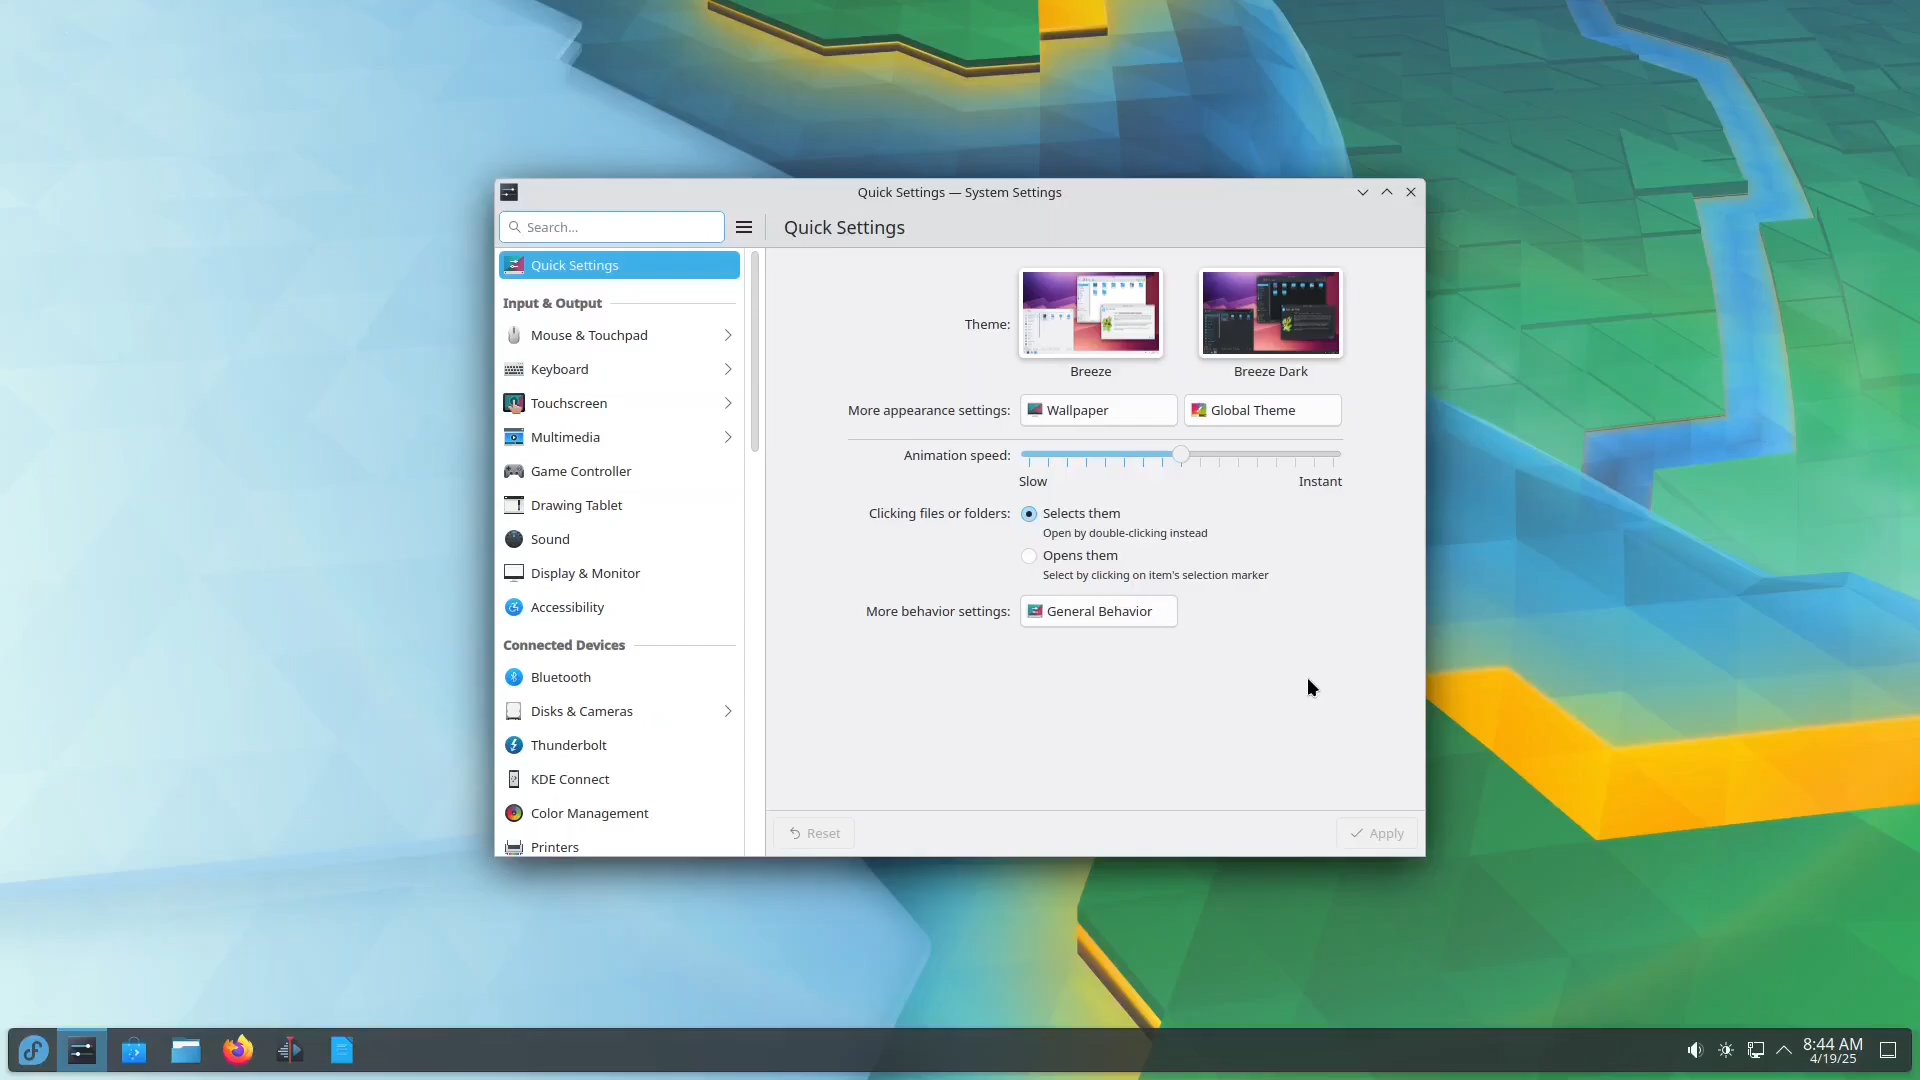 Quick Settings — System Settings
Search...
Quick Settings
Quick Settings
Input & Output
Mouse & Touchpad
Keyboard
Touchscreen
Multimedia
Game Controller
Drawing Tablet
Sound
Display & Monitor
Accessibility
Connected Devices
Bluetooth
Disks & Cameras
Thunderbolt
KDE Connect
Color Management
Printers
Theme:
Breeze
Breeze Dark
More appearance settings:
Wallpaper
Global Theme
Animation speed:
Slow
Instant
Clicking files or folders:
Selects them
Open by double-clicking instead
Opens them
Select by clicking on item's selection marker
More behavior settings:
General Behavior
Reset
Apply
8:44 AM
4/19/25